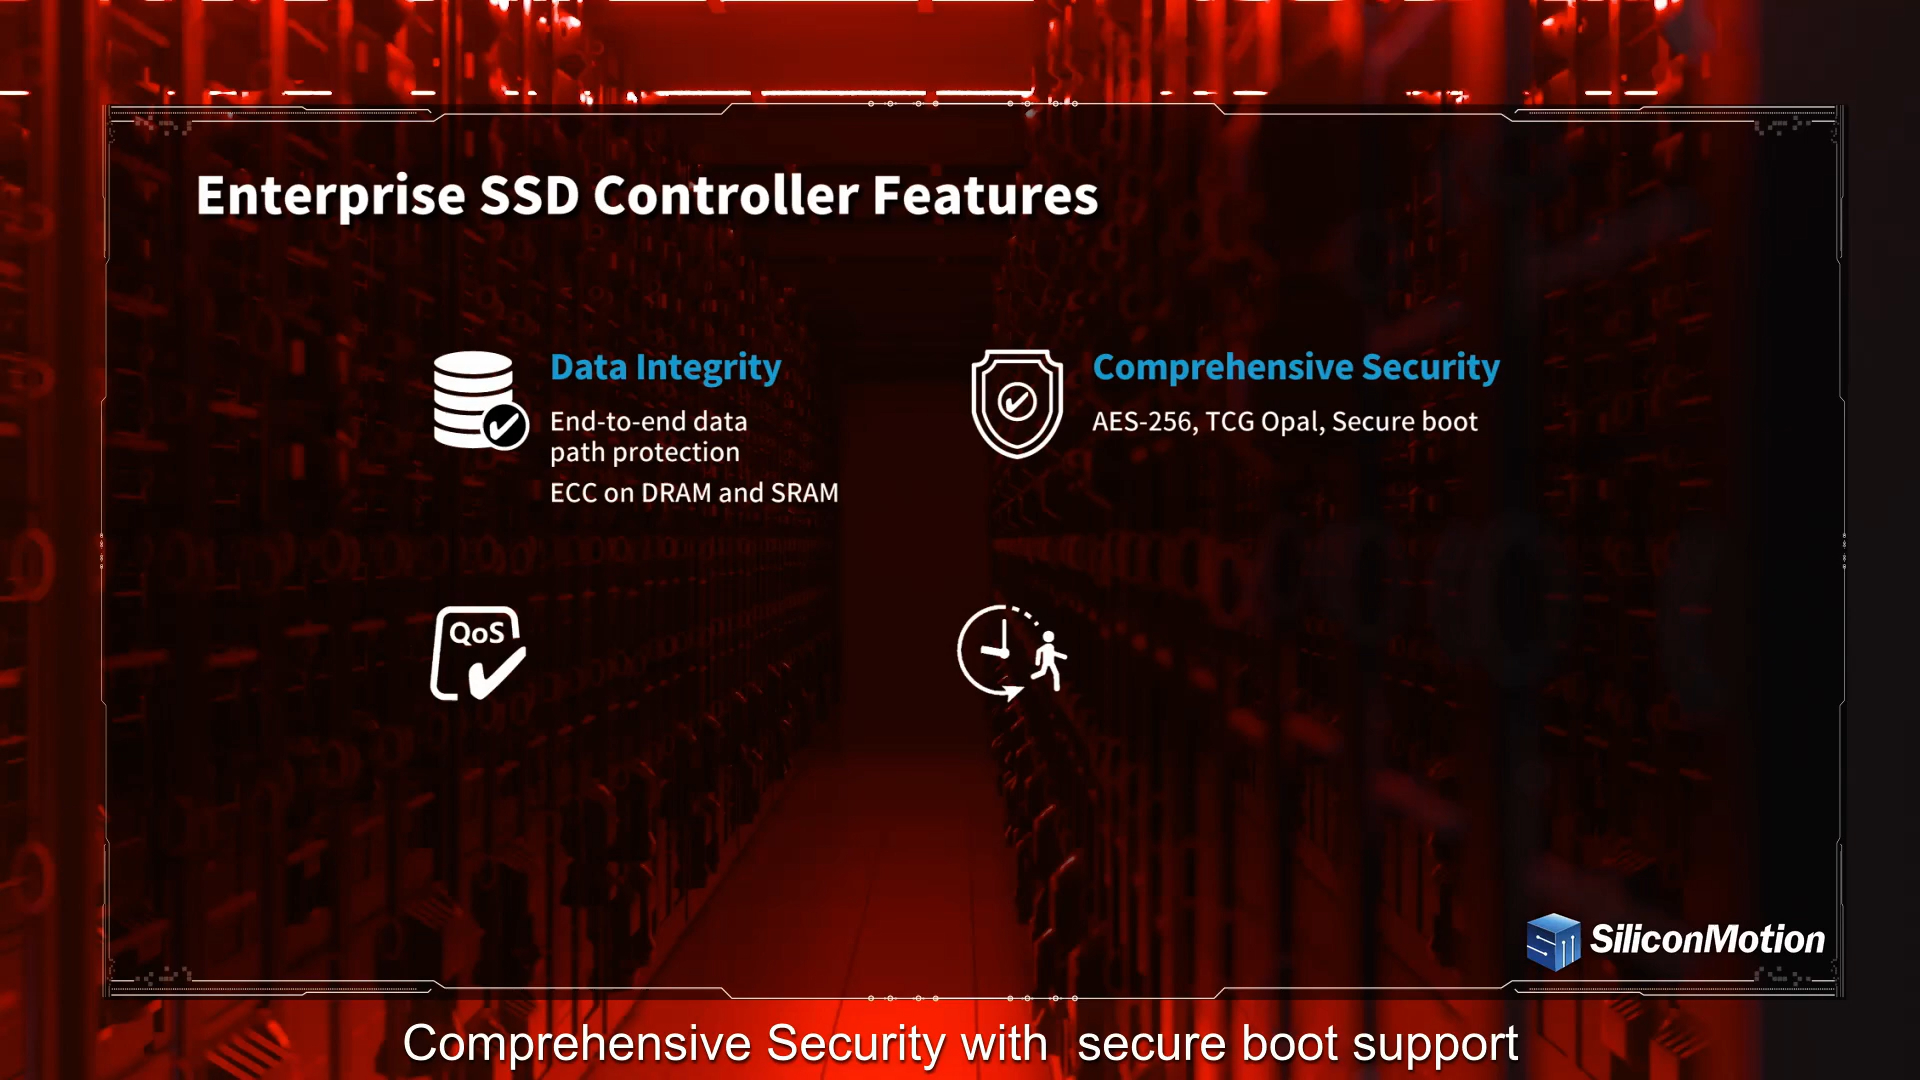 Enterprise SSD Controller Features
Data Integrity
End-to-end data
path protection
ECC on DRAM and SRAM
Comprehensive Security
AES-256, TCG Opal, Secure boot
QoS
SiliconMotion
Comprehensive Security with  secure boot support